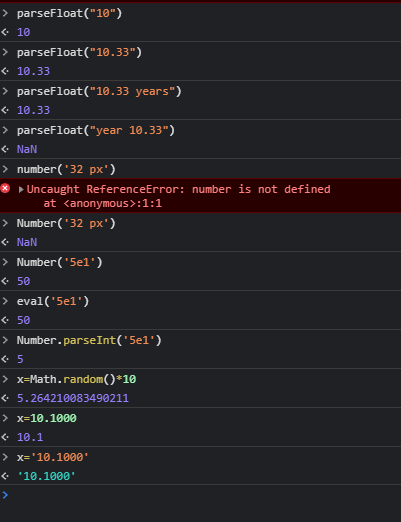 parseFloat("10")
10
parseFloat("10.33")
10.33
parseFloat("10.33 years")
10.33
parseFloat("year 10.33")
NaN
number('32 px')
Uncaught ReferenceError: number is not defined
at <anonymous>:1:1
Number('32 px')
NaN
Number('5e1')
50
eval('5e1')
50
Number.parseInt('5e1')
5
x=Math.random()*10
5.264210083490211
x=10.1000
10.1
x='10.1000'
'10.1000'